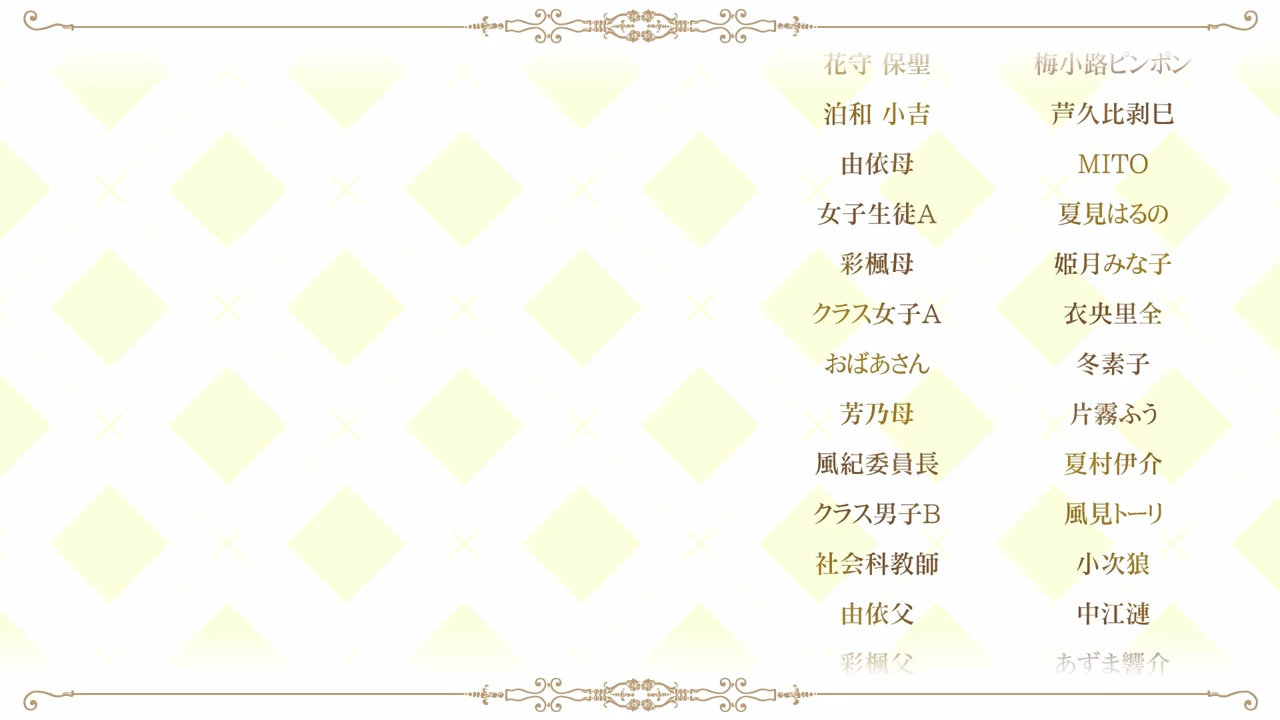 花守 保聖 梅小路ピンポン
泊和 小吉 芦久比剥巳
由依母 MITO
女子生徒A 夏見はるの
彩楓母 姫月みな子
クラス女子A 衣央里全
おばあさん 冬素子
芳乃母 片霧ふう
風紀委員長 夏村伊介
クラス男子B 風見トーリ
社会科教師 小次狼
由依父 中江漣
彩楓父 あずま響介